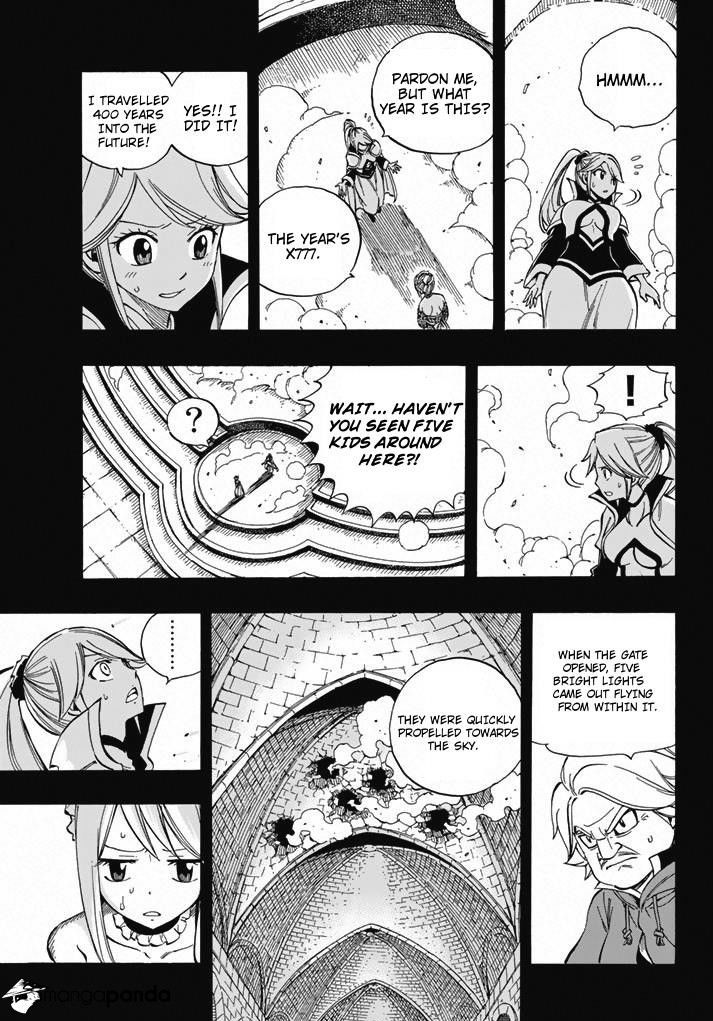 HMMM...
PARDON ME,
BUT WHAT
YEAR IS THIS?
THE YEAR'S
X777.
YES!! I
DID IT!
I TRAVELLED
400 YEARS
INTO THE
FUTURE!
!
WAIT... HAVEN'T
YOU SEEN FIVE
KIDS AROUND
HERE?!
?
WHEN THE GATE
OPENED, FIVE
BRIGHT LIGHTS
CAME OUT FLYING
FROM WITHIN IT.
THEY WERE QUICKLY
PROPELLED TOWARDS
THE SKY.
......
mangapanda